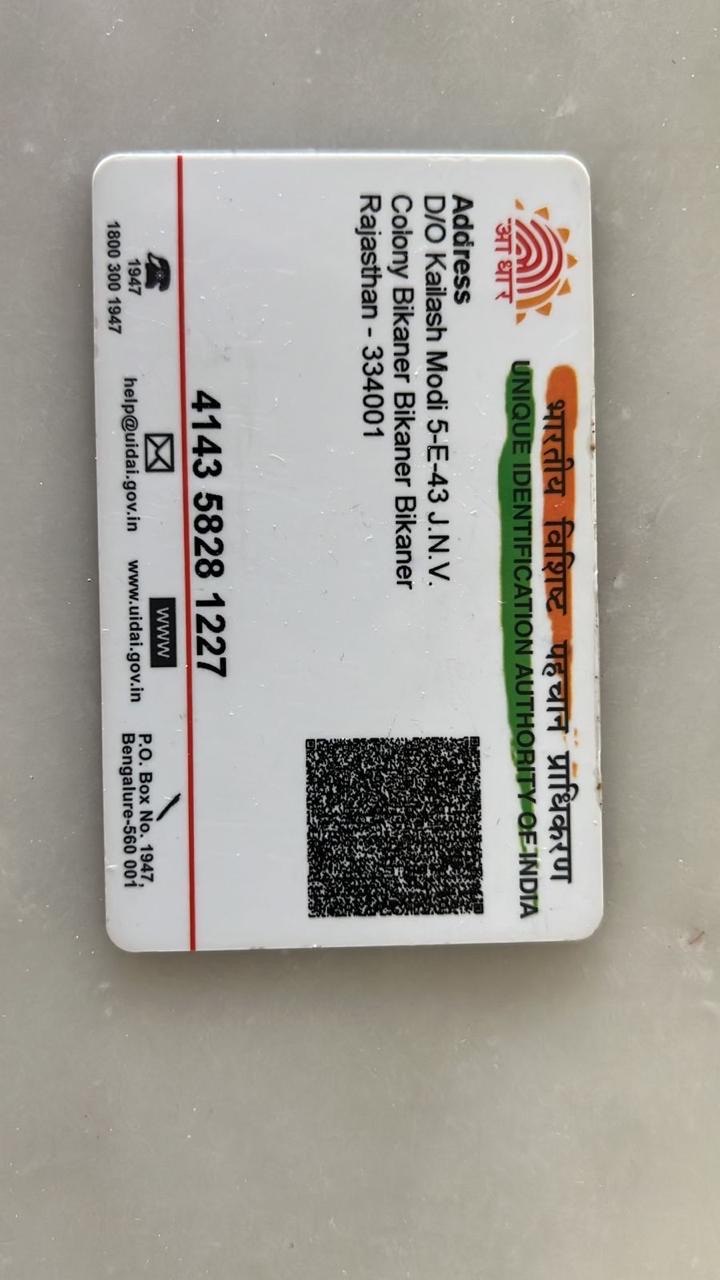 आधार
भारतीय विशिष्ट पहचान प्राधिकरण
UNIQUE IDENTIFICATION AUTHORITY OF INDIA
Address
D/O Kailash Modi 5-E-43 J.N.V.
Colony Bikaner Bikaner Bikaner
Rajasthan - 334001
4143 5828 1227
1947
1800 300 1947
help@uidai.gov.in
www
www.uidai.gov.in
P.O. Box No. 1947,
Bengalure-560 001